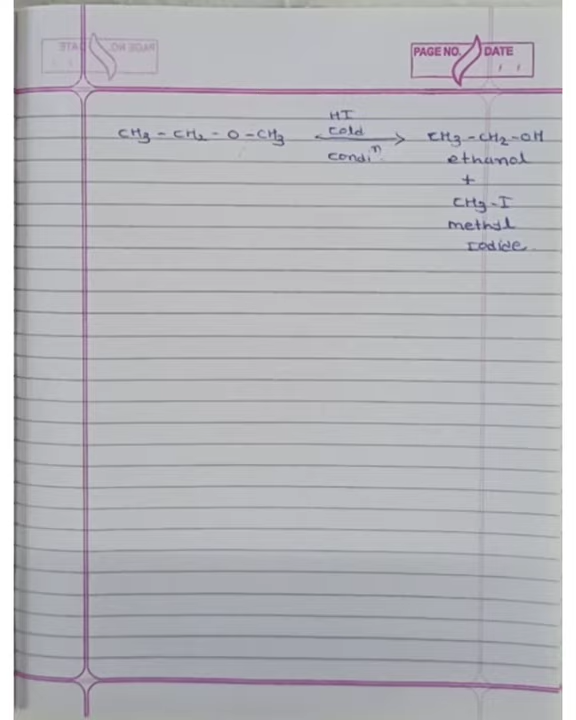 PAGE NO. DATE
CH3 - CH2 - O - CH3 HI cold condiⁿ. CH3 - CH2 - OH
ethanol
+
CH3 - I
methyl
Iodide.